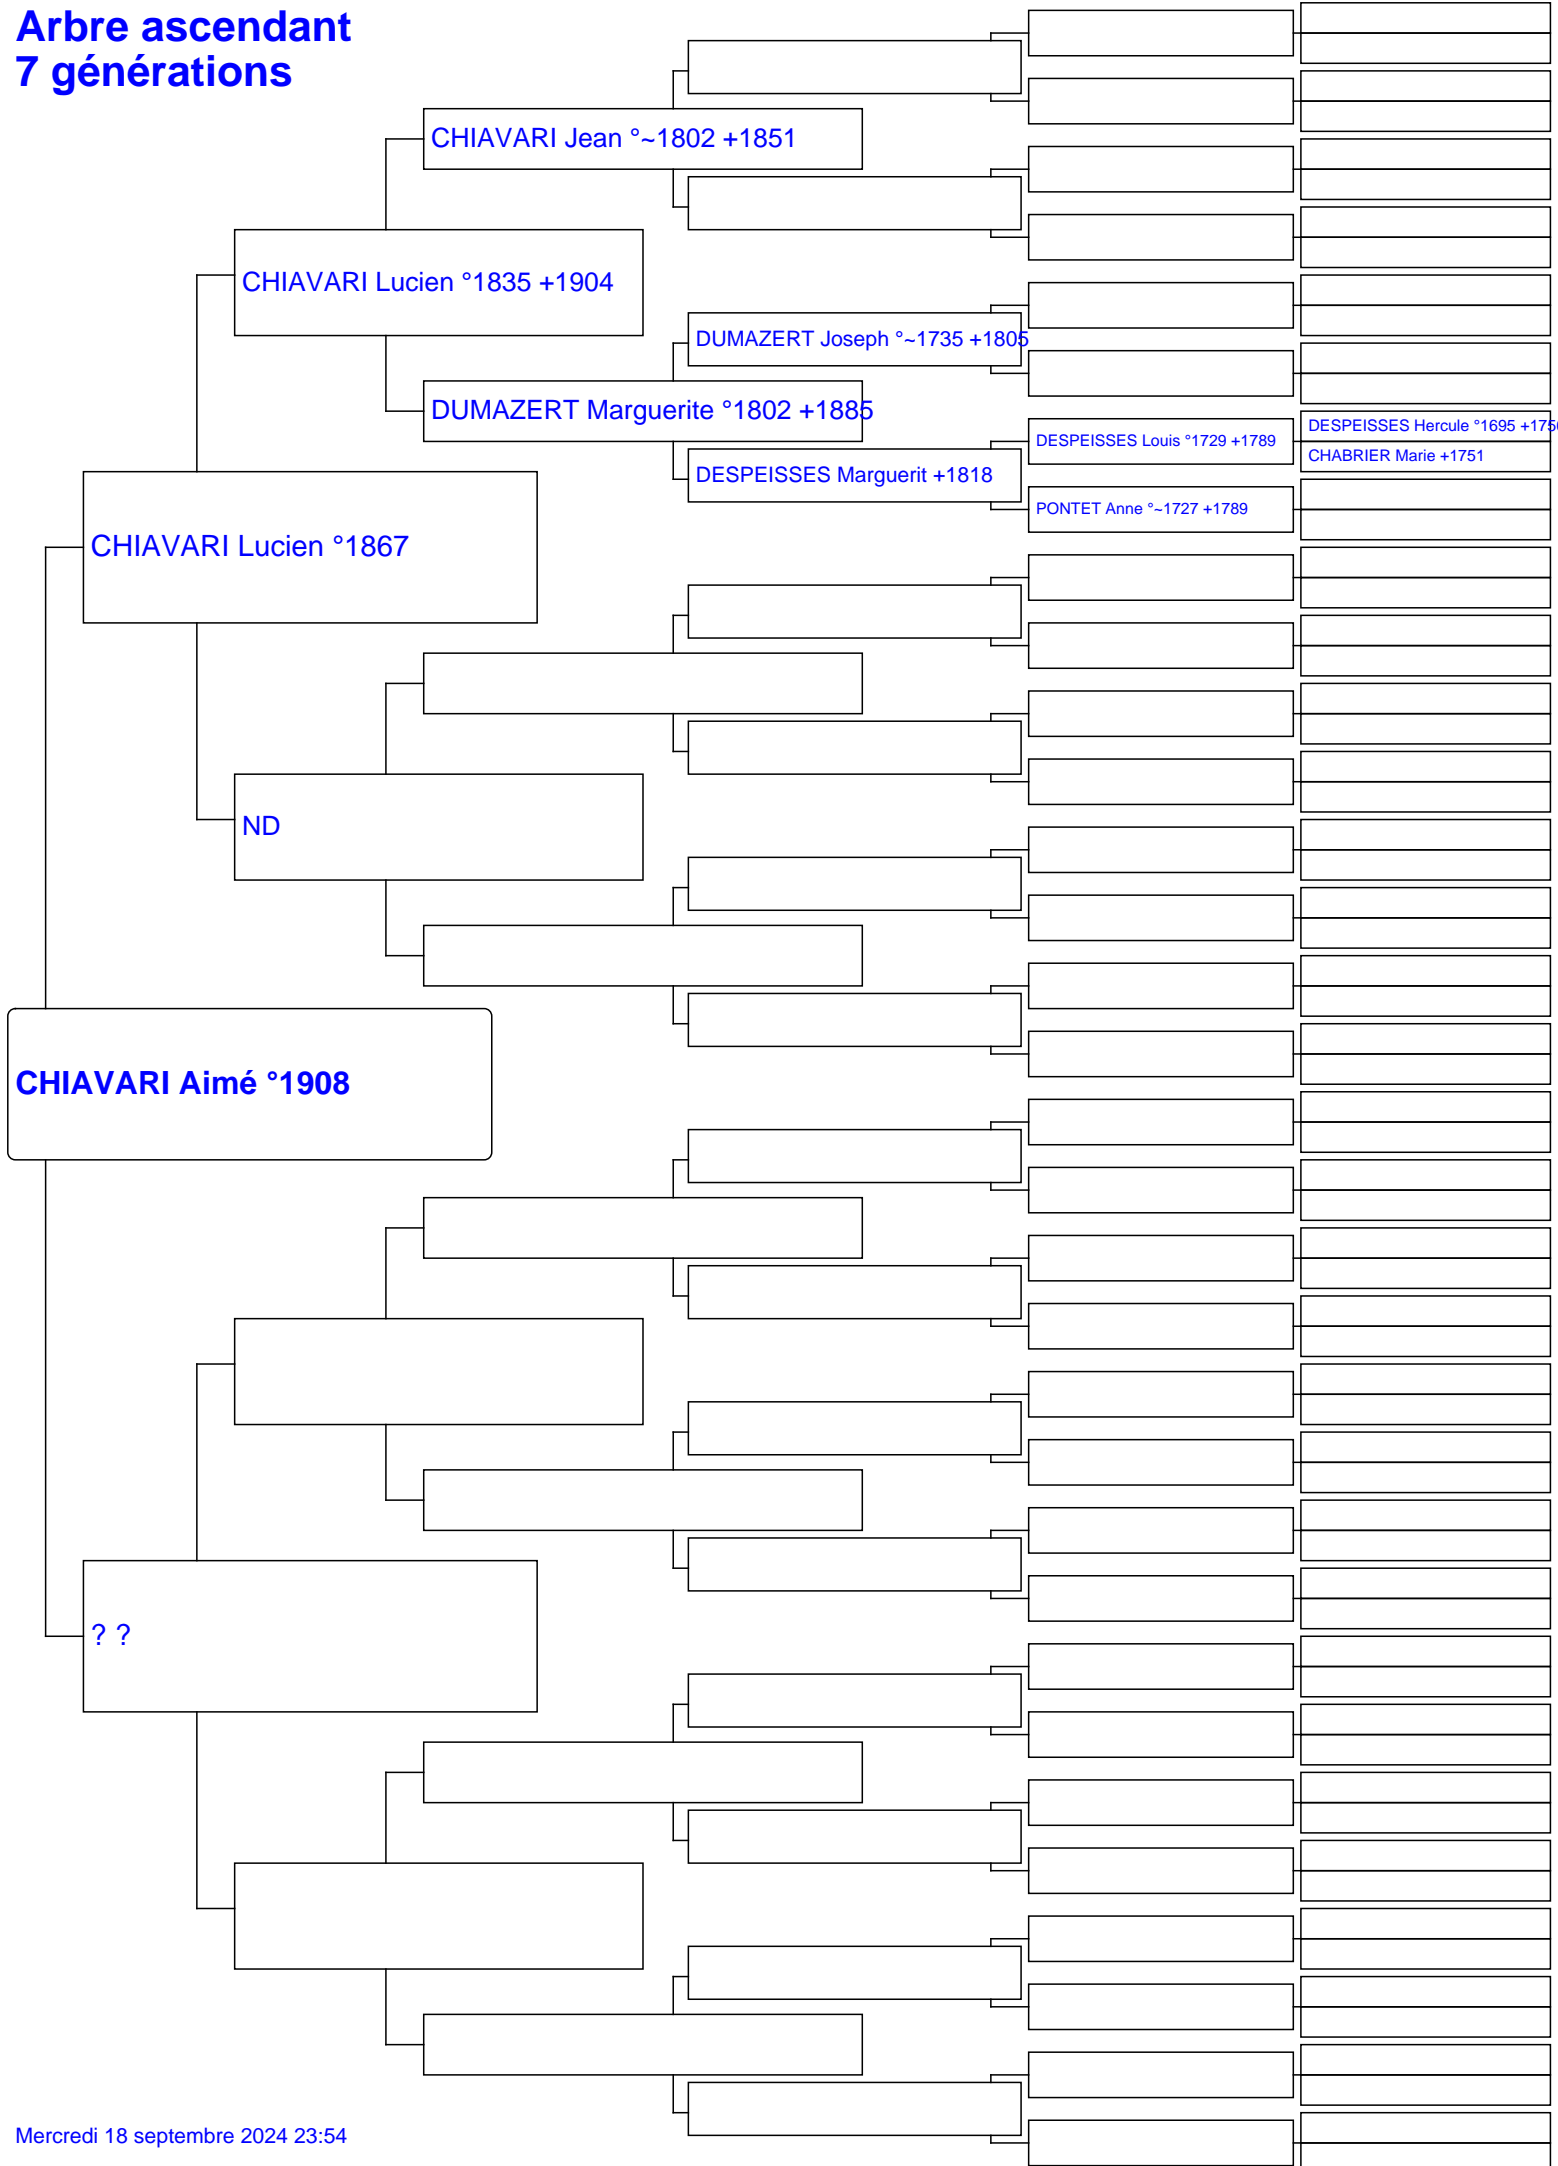 Arbre ascendant
7 générations
CHIAVARI Jean °~1802 +1851
CHIAVARI Lucien °1835 +1904
DUMAZERT Joseph °~1735 +1805
DUMAZERT Marguerite °1802 +1885
DESPEISSES Hercule °1695 +175
DESPEISSES Louis °1729 +1789
CHABRIER Marie +1751
DESPEISSES Marguerit +1818
PONTET Anne °~1727 +1789
CHIAVARI Lucien °1867
ND
CHIAVARI Aimé °1908
? ?
Mercredi 18 septembre 2024 23:54